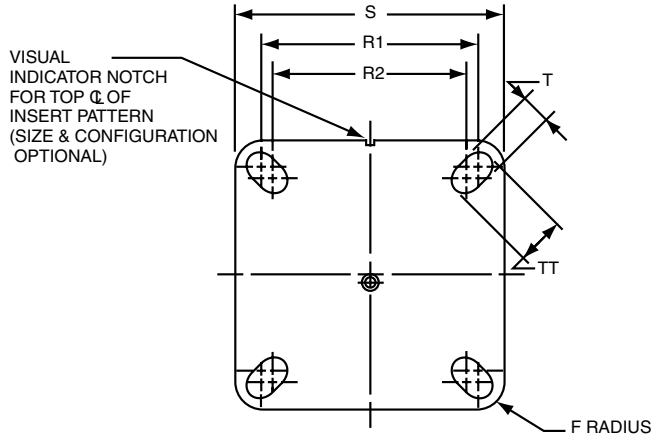 S
R1
R2
T
VISUAL
INDICATOR NOTCH
FOR TOP ℄ OF
INSERT PATTERN
(SIZE & CONFIGURATION
OPTIONAL)
TT
F RADIUS